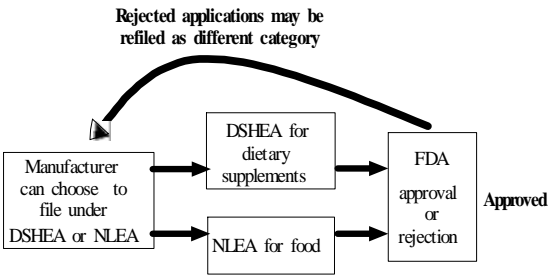 Rejected applications may be
refiled as different category
Manufacturer
can choose to
file under
DSHEA or NLEA
DSHEA for
dietary
supplements
NLEA for food
FDA
approval
or
rejection
Approved